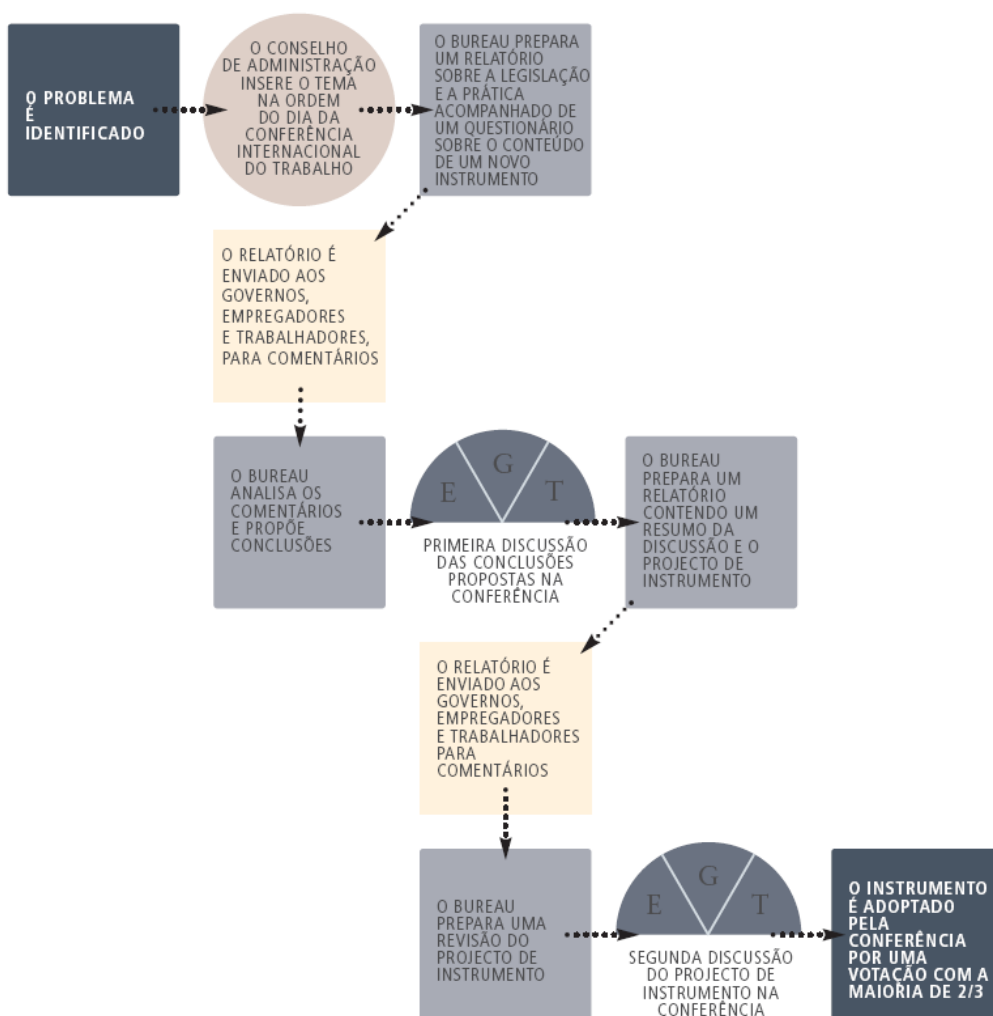 O PROBLEMA
É
IDENTIFICADO
O CONSELHO
DE ADMINISTRAÇÃO
INSERE O TEMA
NA ORDEM
DO DIA DA
CONFERÊNCIA
INTERNACIONAL
DO TRABALHO
O BUREAU PREPARA
UM RELATÓRIO
SOBRE A LEGISLAÇÃO
E A PRÁTICA
ACOMPANHADO DE
UM QUESTIONÁRIO
SOBRE O CONTEÚDO
DE UM NOVO
INSTRUMENTO
O RELATÓRIO É
ENVIADO AOS
GOVERNOS,
EMPREGADORES
E TRABALHADORES,
PARA COMENTÁRIOS
O BUREAU
ANALISA OS
COMENTÁRIOS
E PROPÕE
CONCLUSÕES
E G T
PRIMEIRA DISCUSSÃO
DAS CONCLUSÕES
PROPOSTAS NA
CONFERÊNCIA
O BUREAU
PREPARA UM
RELATÓRIO
CONTENDO UM
RESUMO DA
DISCUSSÃO E O
PROJECTO DE
INSTRUMENTO
O RELATÓRIO É
ENVIADO AOS
GOVERNOS,
EMPREGADORES
E TRABALHADORES
PARA
COMENTÁRIOS
O BUREAU
PREPARA UMA
REVISÃO DO
PROJECTO DE
INSTRUMENTO
E G T
SEGUNDA DISCUSSÃO
DO PROJECTO DE
INSTRUMENTO NA
CONFERÊNCIA
O INSTRUMENTO
É ADOPTADO
PELA
CONFERÊNCIA
POR UMA
VOTAÇÃO COM A
MAIORIA DE 2/3